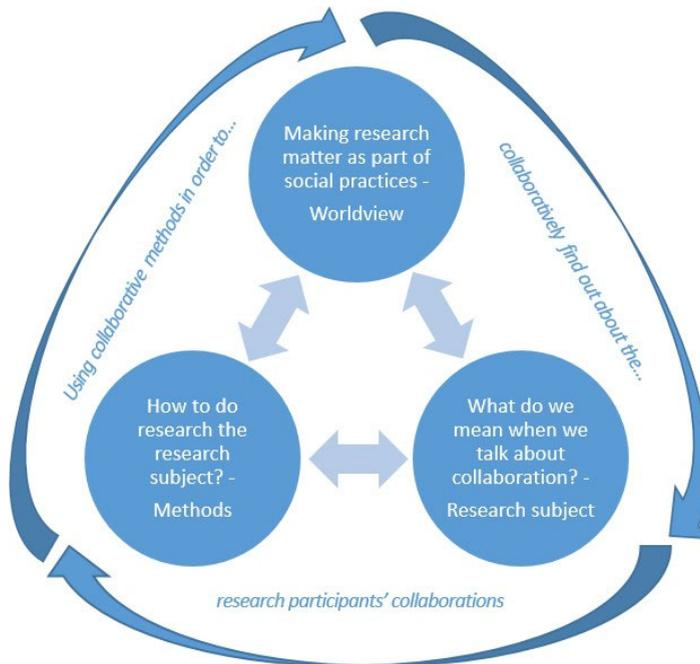 Making research
matter as part of
social practices -
Worldview
Using collaborative methods in order to...
collaboratively find out about the...
How to do
research the
research
subject? -
Methods
What do we
mean when we
talk about
collaboration? -
Research subject
research participants' collaborations